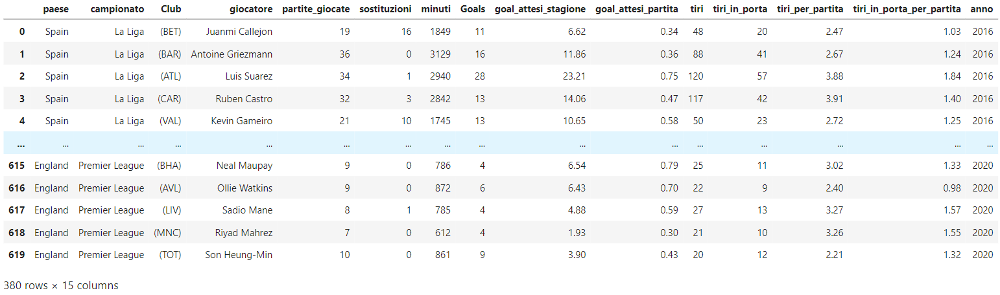 paese campionato Club giocatore partite_giocate sostituzioni minuti Goals goal_attesi_stagione goal_attesi_partita tiri tiri_in_porta tiri_per_partita tiri_in_porta_per_partita anno
0 Spain La Liga (BET) Juanmi Callejon 19 16 1849 11 6.62 0.34 48 20 2.47 1.03 2016
1 Spain La Liga (BAR) Antoine Griezmann 36 0 3129 16 11.86 0.36 88 41 2.67 1.24 2016
2 Spain La Liga (ATL) Luis Suarez 34 1 2940 28 23.21 0.75 120 57 3.88 1.84 2016
3 Spain La Liga (CAR) Ruben Castro 32 3 2842 13 14.06 0.47 117 42 3.91 1.40 2016
4 Spain La Liga (VAL) Kevin Gameiro 21 10 1745 13 10.65 0.58 50 23 2.72 1.25 2016
... ... ... ... ... ... ... ... ... ... ... ... ... ... ... ...
615 England Premier League (BHA) Neal Maupay 9 0 786 4 6.54 0.79 25 11 3.02 1.33 2020
616 England Premier League (AVL) Ollie Watkins 9 0 872 6 6.43 0.70 22 9 2.40 0.98 2020
617 England Premier League (LIV) Sadio Mane 8 1 785 4 4.88 0.59 27 13 3.27 1.57 2020
618 England Premier League (MNC) Riyad Mahrez 7 0 612 4 1.93 0.30 21 10 3.26 1.55 2020
619 England Premier League (TOT) Son Heung-Min 10 0 861 9 3.90 0.43 20 12 2.21 1.32 2020
380 rows × 15 columns